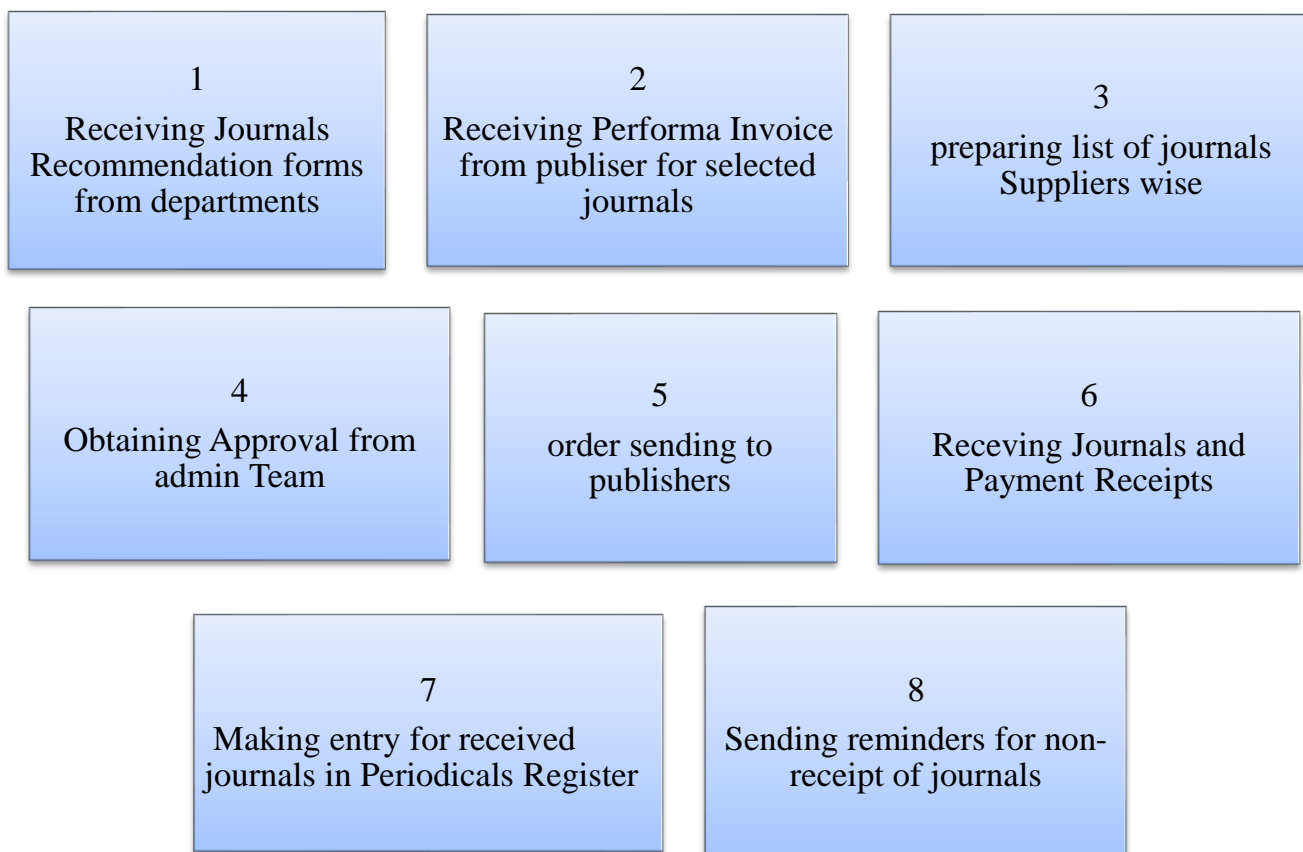 1
Receiving Journals
Recommendation forms
from departments
2
Receiving Performa Invoice
from publiser for selected
journals
3
preparing list of journals
Suppliers wise
4
Obtaining Approval from
admin Team
5
order sending to
publishers
6
Receving Journals and
Payment Receipts
7
Making entry for received
journals in Periodicals Register
8
Sending reminders for non-
receipt of journals